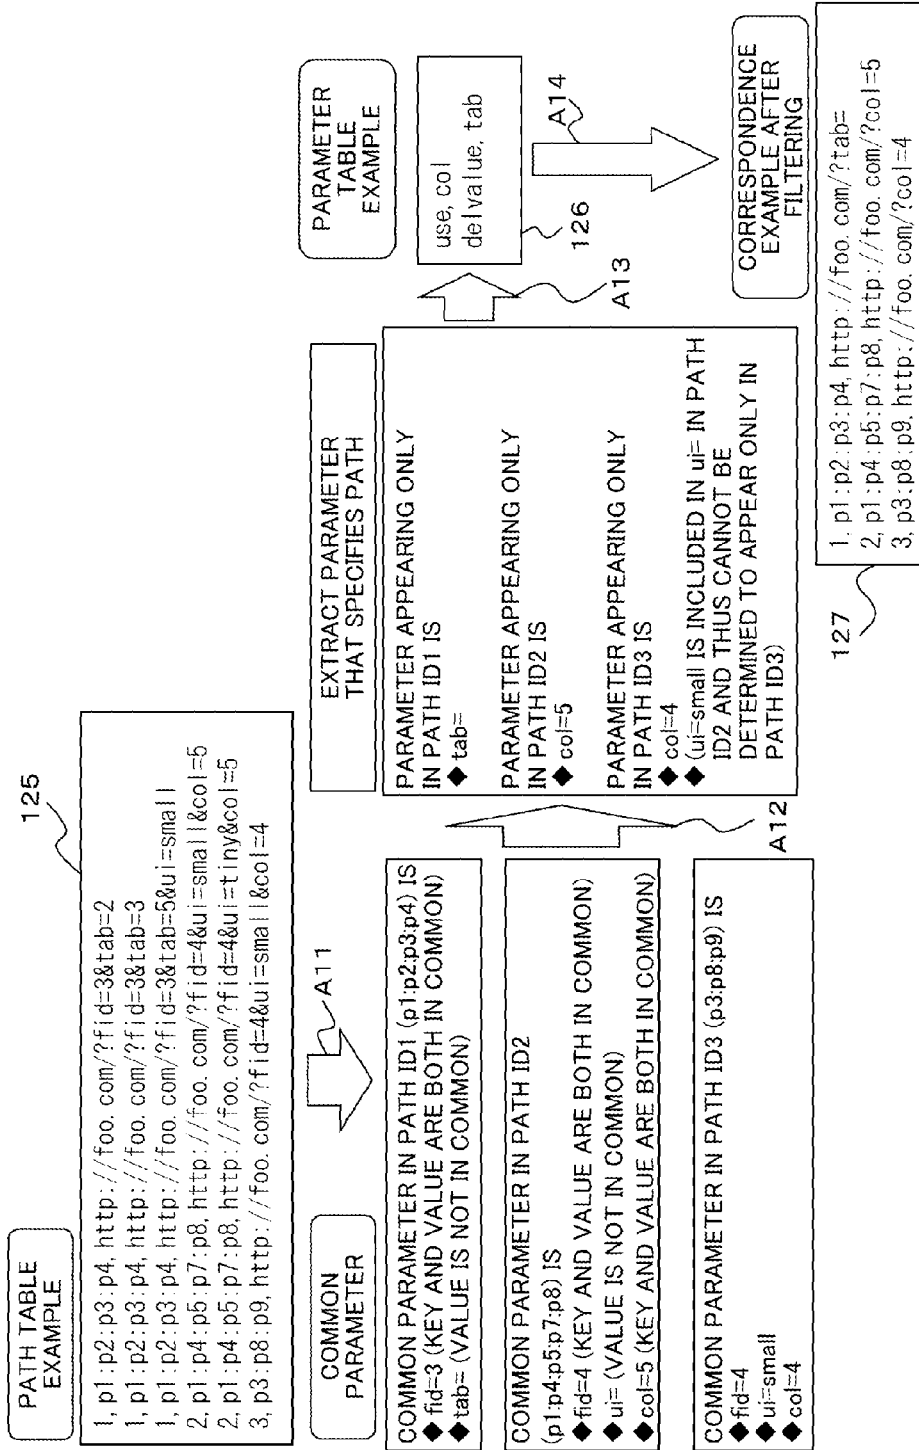 PATH TABLE
EXAMPLE
125
1, p1:p2:p3:p4, http://foo.com/?fid=3&tab=2
1, p1:p2:p3:p4, http://foo.com/?fid=3&tab=3
1, p1:p2:p3:p4, http://foo.com/?fid=3&tab=5&ui=small
2, p1:p4:p5:p7:p8, http://foo.com/?fid=4&ui=small&col=5
2, p1:p4:p5:p7:p8, http://foo.com/?fid=4&ui=tiny&col=5
3, p3:p8:p9, http://foo.com/?fid=4&ui=small&col=4
COMMON
PARAMETER
A11
COMMON PARAMETER IN PATH ID1 (p1:p2:p3:p4) IS
◆ fid=3 (KEY AND VALUE ARE BOTH IN COMMON)
◆ tab= (VALUE IS NOT IN COMMON)
COMMON PARAMETER IN PATH ID2
(p1:p4:p5:p7:p8) IS
◆ fid=4 (KEY AND VALUE ARE BOTH IN COMMON)
◆ ui= (VALUE IS NOT IN COMMON)
◆ col=5 (KEY AND VALUE ARE BOTH IN COMMON)
COMMON PARAMETER IN PATH ID3 (p3:p8:p9) IS
◆ fid=4
◆ ui=small
◆ col=4
A12
EXTRACT PARAMETER
THAT SPECIFIES PATH
PARAMETER APPEARING ONLY
IN PATH ID1 IS
◆ tab=
PARAMETER APPEARING ONLY
IN PATH ID2 IS
◆ col=5
PARAMETER APPEARING ONLY
IN PATH ID3 IS
◆ col=4
◆ (ui=small IS INCLUDED IN ui= IN PATH
ID2 AND THUS CANNOT BE
DETERMINED TO APPEAR ONLY IN
PATH ID3)
A13
PARAMETER
TABLE
EXAMPLE
use, col
delvalue, tab
126
A14
CORRESPONDENCE
EXAMPLE AFTER
FILTERING
127
1. p1:p2:p3:p4, http://foo.com/?tab=
2, p1:p4:p5:p7:p8, http://foo.com/?col=5
3, p3:p8:p9, http://foo.com/?col=4